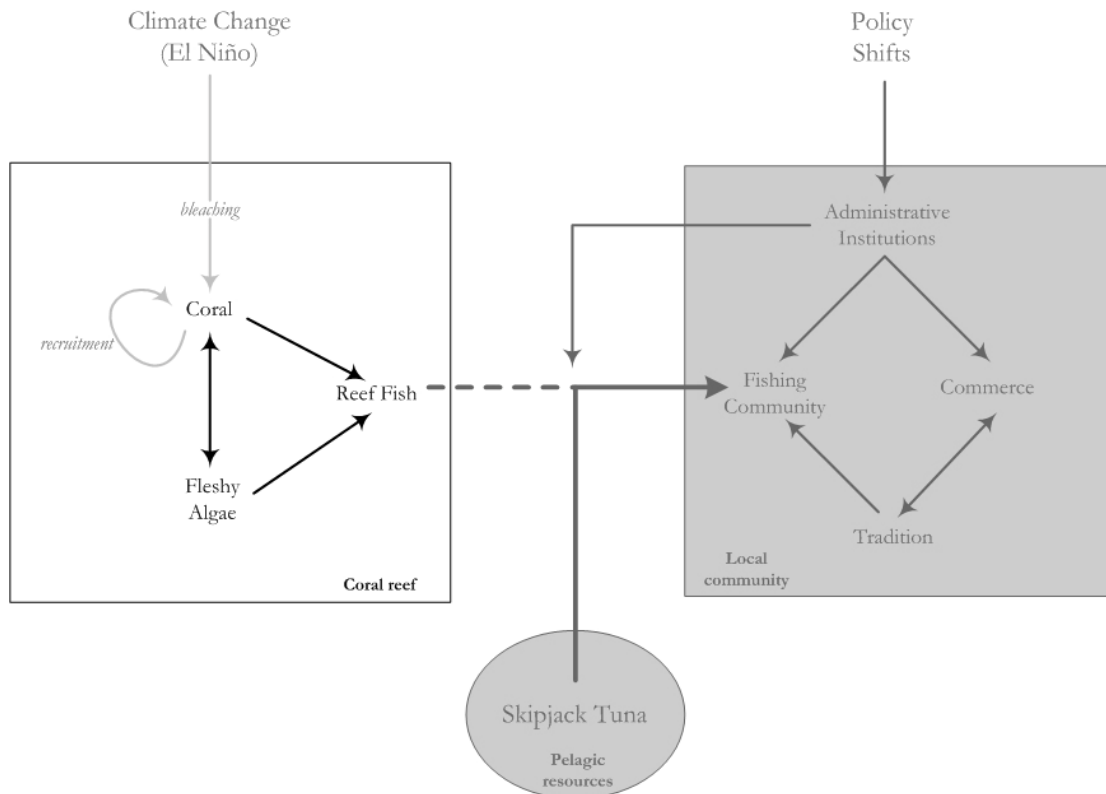 Climate Change
(El Niño)
Policy
Shifts
bleaching
Administrative
Institutions
Coral
recruitment
Reef Fish
Fishing
Community
Commerce
Fleshy
Algae
Tradition
Coral reef
Local
community
Skipjack Tuna
Pelagic
resources